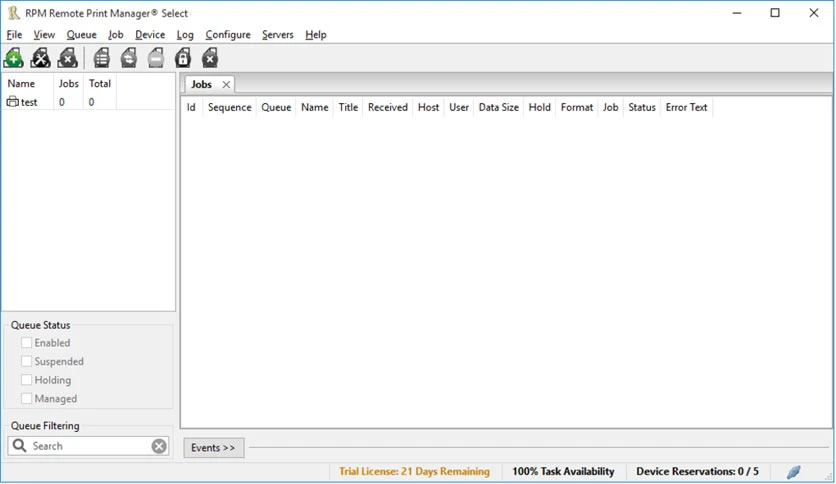 RPM Remote Print Manager® Select
File View Queue Job Device Log Configure Servers Help
Name Jobs Total
test 0 0
Jobs
Id Sequence Queue Name Title Received Host User Data Size Hold Format Job Status Error Text
Queue Status
Enabled
Suspended
Holding
Managed
Queue Filtering
Search
Events >>
Trial License: 21 Days Remaining 100% Task Availability Device Reservations: 0 / 5